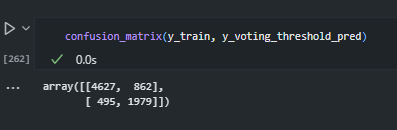 confusion_matrix(y_train, y_voting_threshold_pred)
[262]
0.0s
... array([[4627,  862],
       [ 495, 1979]])